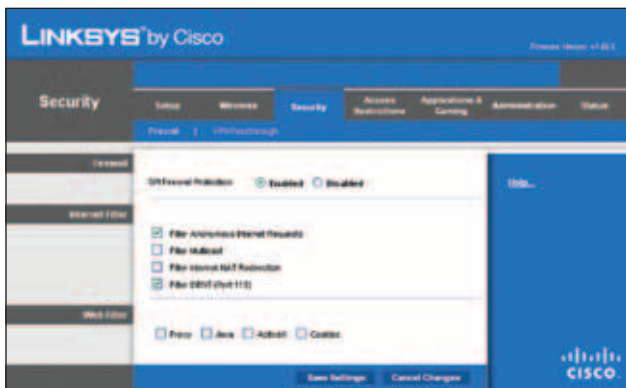 LINKSYS® by Cisco
Firmware Version:
Security
Setup
Wireless
Security
Access Restrictions
Applications & Gaming
Administration
Status
Firewall | VPN Passthrough
Firewall
SPI Firewall Protection: Enabled Disabled
Help...
Internet Filter
Filter Anonymous Internet Requests
Filter Multicast
Filter Internet NAT Redirection
Filter IDENT (Port 113)
Web Filter
Proxy Java ActiveX Cookies
Save Settings Cancel Changes
CISCO